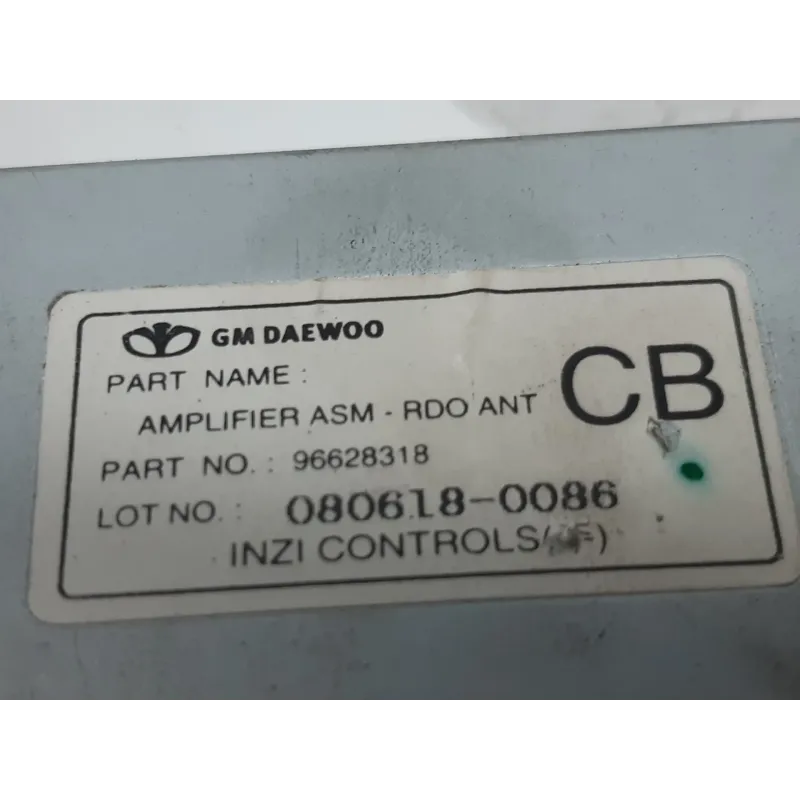 GM DAEWOO
PART NAME :
AMPLIFIER ASM - RDO ANT
CB
PART NO. : 96628318
LOT NO. : 080618-0086
INZI CONTROLS